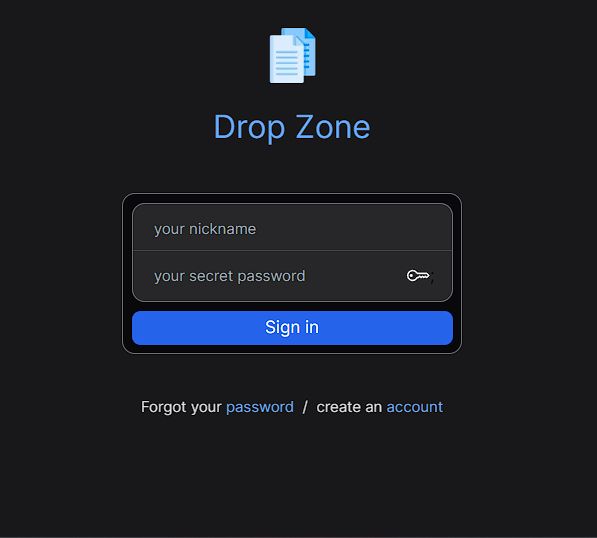 Drop Zone
your nickname
your secret password
Sign in
Forgot your password / create an account